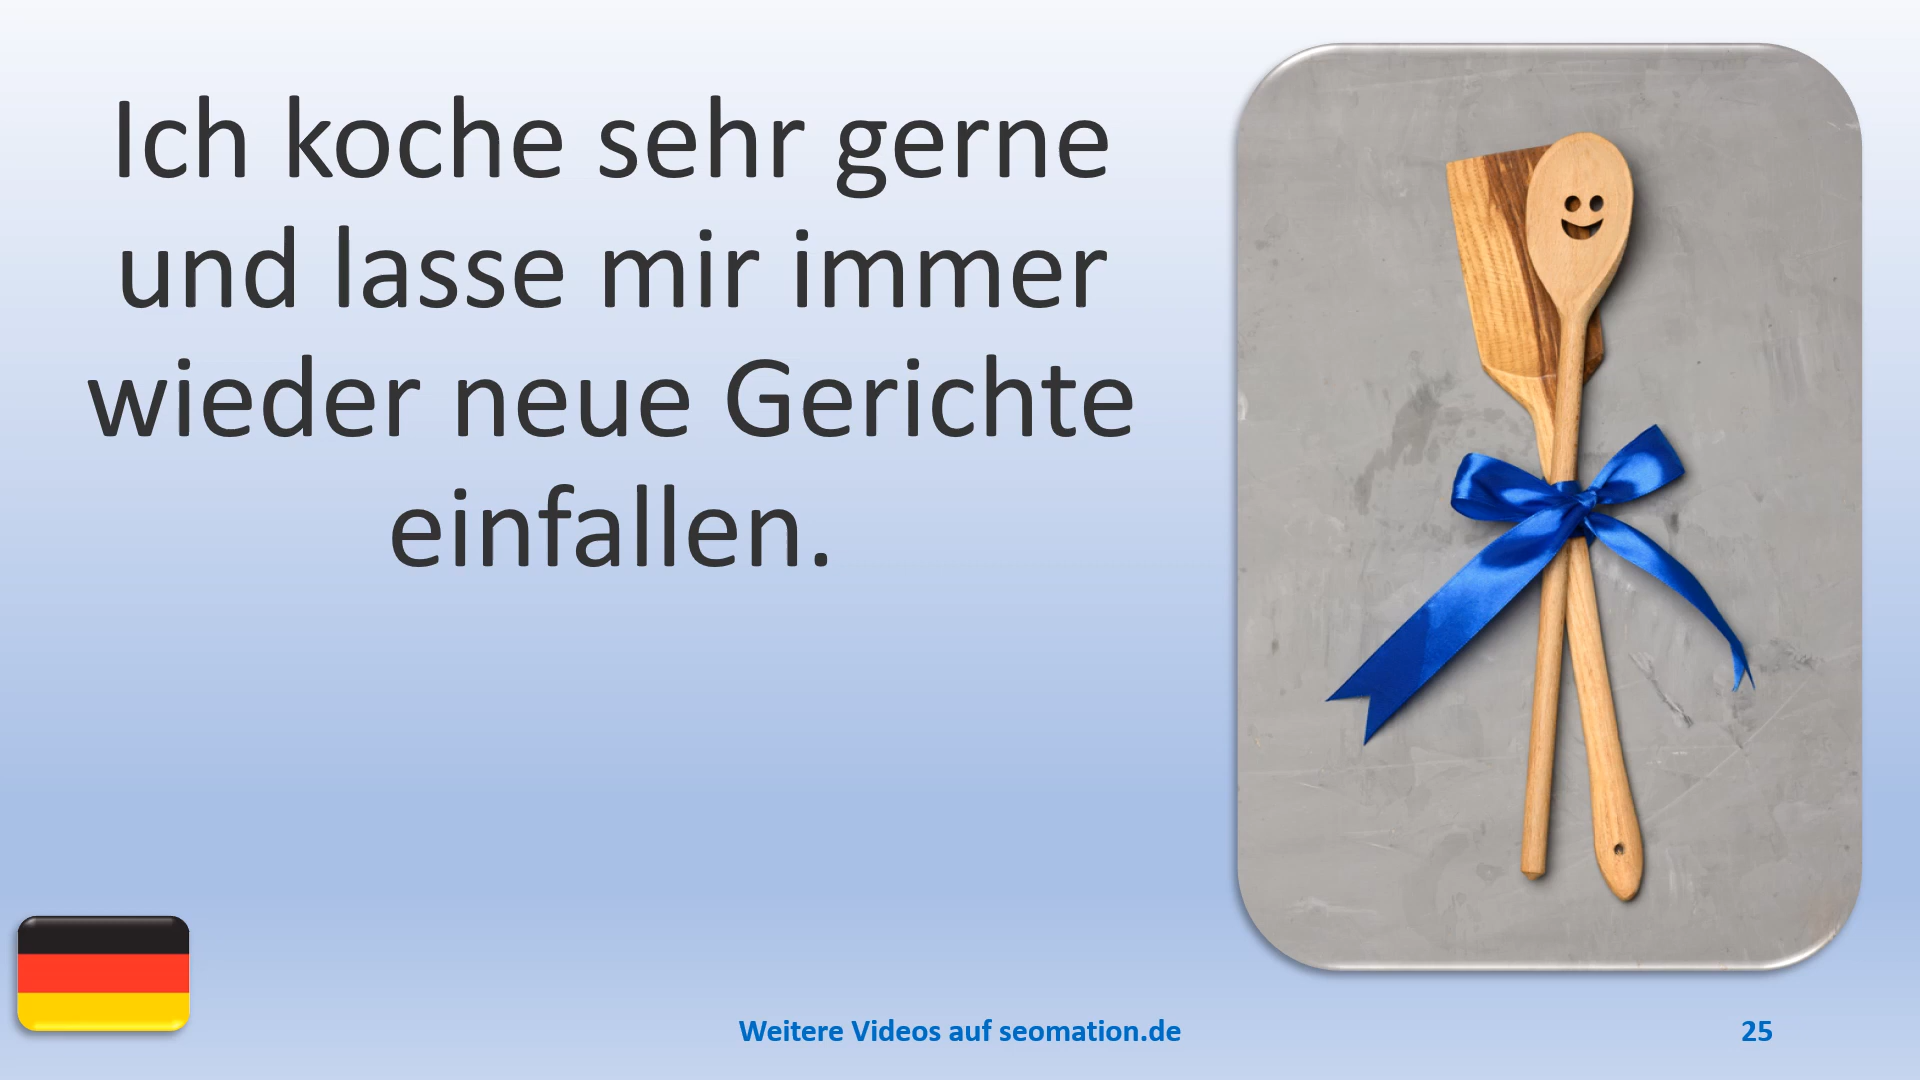 Ich koche sehr gerne
und lasse mir immer
wieder neue Gerichte
einfallen.
Weitere Videos auf seomation.de
25